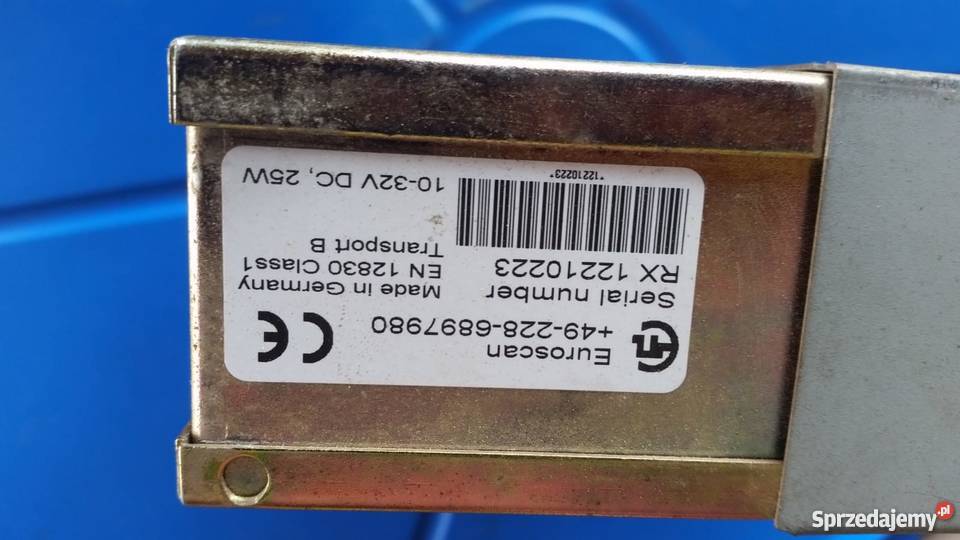 Euroscan
+49-228-6897980
CE
Serial number
RX 12210223
*12210223*
Made in Germany
EN 12830 Class1
Transport B
10-32V DC, 25W
Sprzedajemy.pl